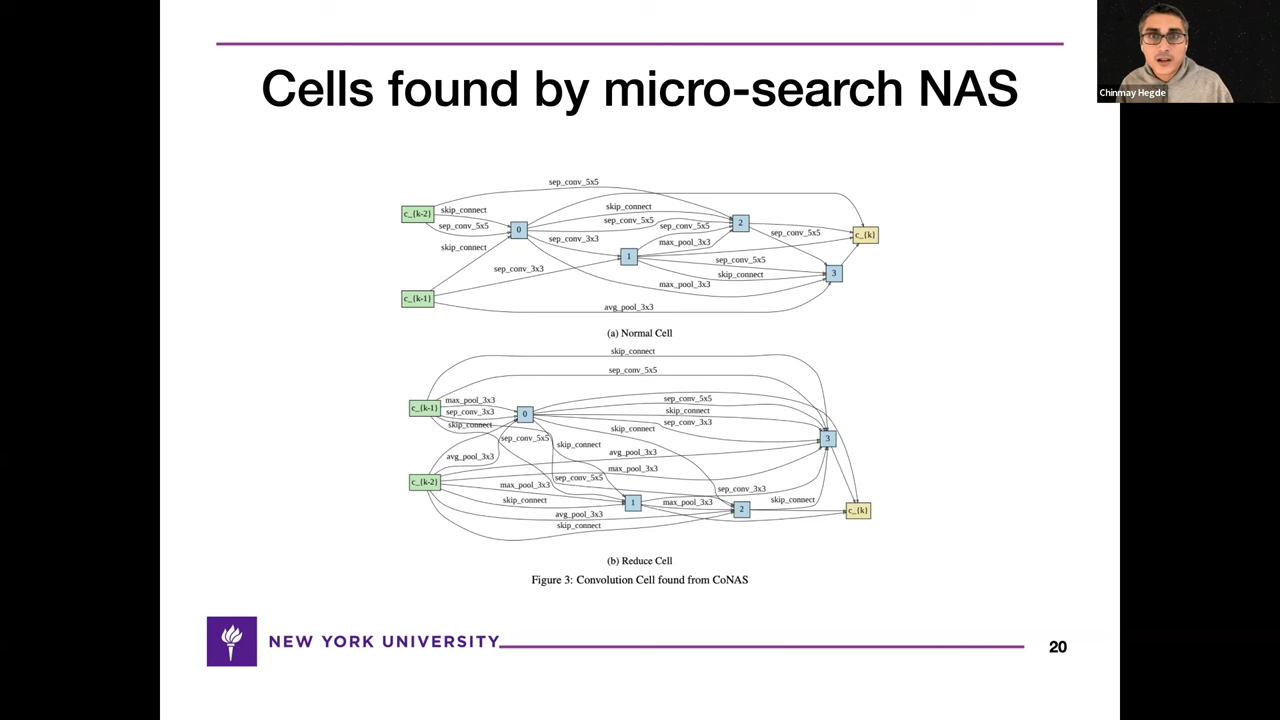 Cells found by micro-search NAS
Chinmay Hegde
sep_conv_5x5
c_{k-2}
skip_connect
skip_connect
sep_conv_5x5
sep_conv_5x5
sep_conv_5x5
0
2
sep_conv_3x3
sep_conv_5x5
c_{k}
skip_connect
max_pool_3x3
1
sep_conv_5x5
sep_conv_3x3
skip_connect
3
max_pool_3x3
c_{k-1}
avg_pool_3x3
(a) Normal Cell
skip_connect
sep_conv_5x5
max_pool_3x3
sep_conv_5x5
c_{k-1}
sep_conv_3x3
0
skip_connect
skip_connect
sep_conv_3x3
skip_connect
sep_conv_5x5
skip_connect
3
avg_pool_3x3
avg_pool_3x3
max_pool_3x3
c_{k-2}
sep_conv_5x5
max_pool_3x3
sep_conv_3x3
skip_connect
1
max_pool_3x3
skip_connect
2
c_{k}
avg_pool_3x3
skip_connect
(b) Reduce Cell
Figure 3: Convolution Cell found from CoNAS
NEW YORK UNIVERSITY
20